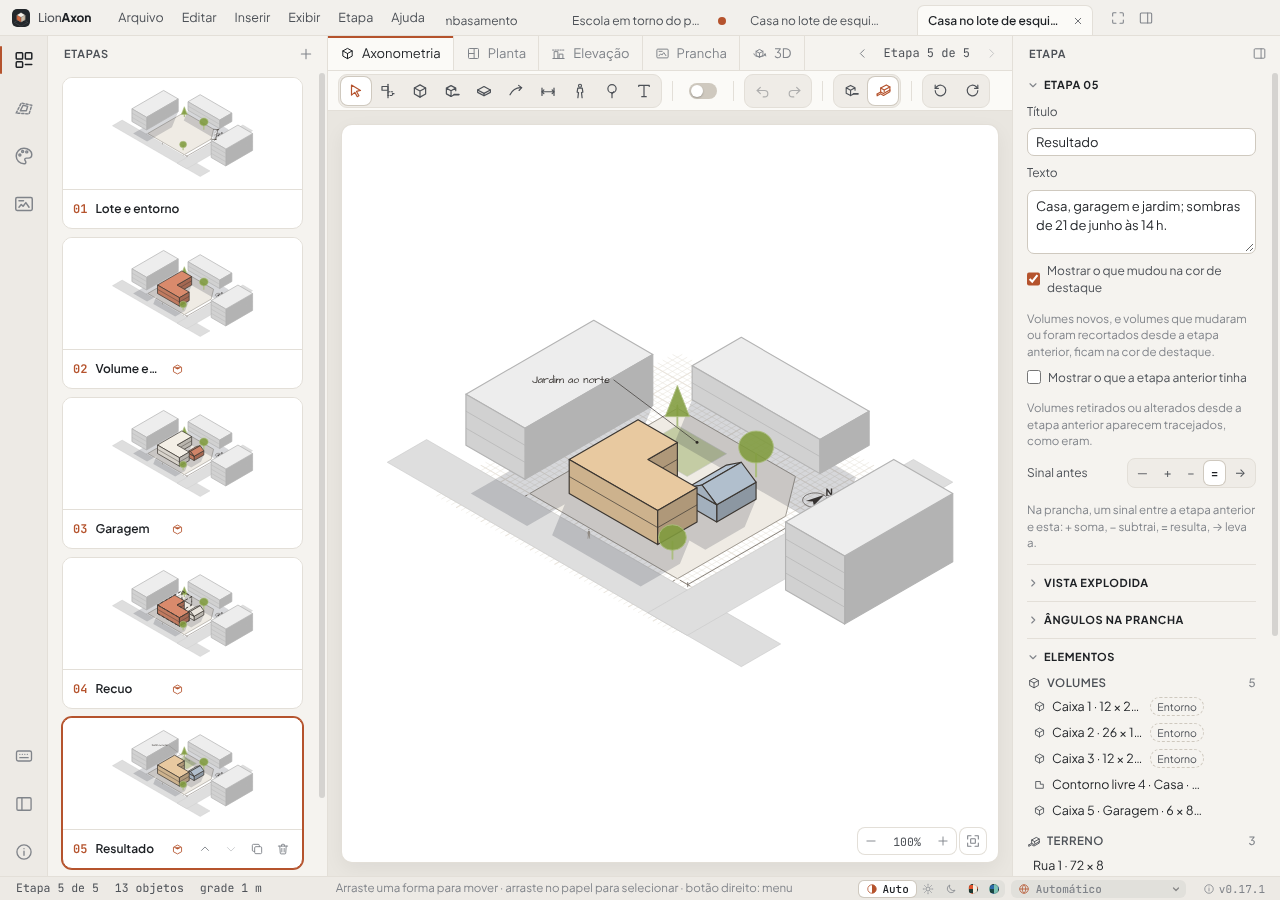 LionAxon
Arquivo Editar Inserir Exibir Etapa Ajuda
nbasamento
Escola em torno do p…
Casa no lote de esqui…
Casa no lote de esqui…
ETAPAS
01 Lote e entorno
02 Volume e…
03 Garagem
04 Recuo
05 Resultado
Axonometria Planta Elevação Prancha 3D
Etapa 5 de 5
Jardim ao norte
N
100%
ETAPA
ETAPA 05
Título
Resultado
Texto
Casa, garagem e jardim; sombras
de 21 de junho às 14 h.
Mostrar o que mudou na cor de
destaque
Volumes novos, e volumes que mudaram
ou foram recortados desde a etapa
anterior, ficam na cor de destaque.
Mostrar o que a etapa anterior tinha
Volumes retirados ou alterados desde a
etapa anterior aparecem tracejados,
como eram.
Sinal antes — + − = →
Na prancha, um sinal entre a etapa anterior
e esta: + soma, − subtrai, = resulta, → leva
a.
VISTA EXPLODIDA
ÂNGULOS NA PRANCHA
ELEMENTOS
VOLUMES 5
Caixa 1 · 12 × 2… Entorno
Caixa 2 · 26 × 1… Entorno
Caixa 3 · 12 × 2… Entorno
Contorno livre 4 · Casa · …
Caixa 5 · Garagem · 6 × 8…
TERRENO 3
Rua 1 · 72 × 8
Etapa 5 de 5 13 objetos grade 1 m
Arraste uma forma para mover · arraste no papel para selecionar · botão direito: menu
Auto
Automático
v0.17.1